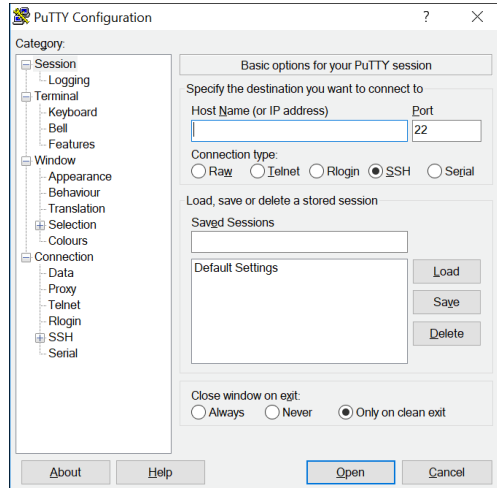 PuTTY Configuration
? ×
Category:
Session
Logging
Terminal
Keyboard
Bell
Features
Window
Appearance
Behaviour
Translation
Selection
Colours
Connection
Data
Proxy
Telnet
Rlogin
SSH
Serial
Basic options for your PuTTY session
Specify the destination you want to connect to
Host Name (or IP address) Port
22
Connection type:
Raw Telnet Rlogin SSH Serial
Load, save or delete a stored session
Saved Sessions
Default Settings
Load
Save
Delete
Close window on exit:
Always Never Only on clean exit
About Help Open Cancel